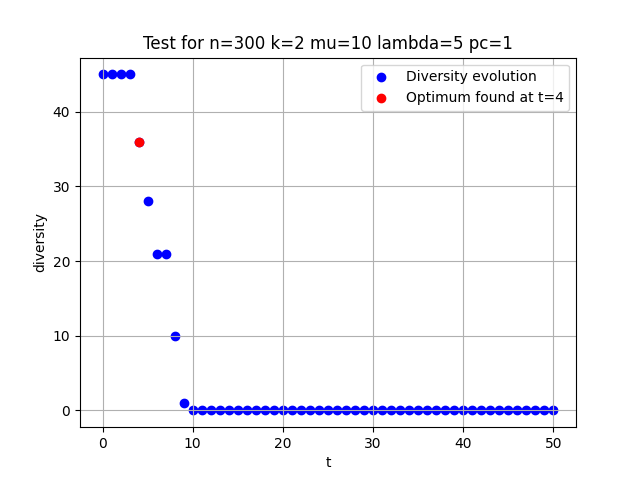 Test for n=300 k=2 mu=10 lambda=5 pc=1
Diversity evolution
Optimum found at t=4
diversity
40
30
20
10
0
0 10 20 30 40 50
t